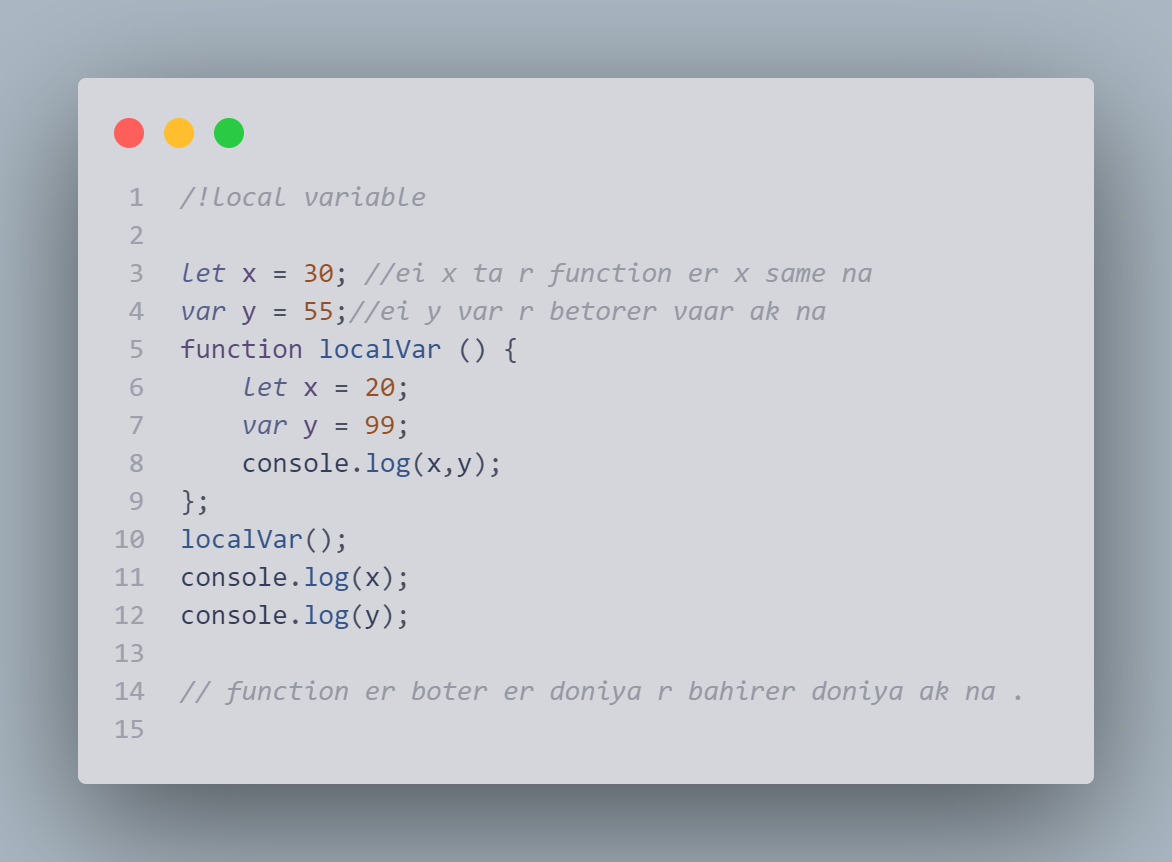 1 /!local variable
2
3 let x = 30; //ei x ta r function er x same na
4 var y = 55;//ei y var r betorer vaar ak na
5 function localVar () {
6     let x = 20;
7     var y = 99;
8     console.log(x,y);
9 };
10 localVar();
11 console.log(x);
12 console.log(y);
13
14 // function er boter er doniya r bahirer doniya ak na .
15